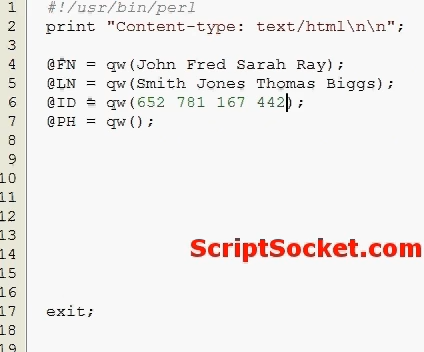 1 #!/usr/bin/perl
2 print "Content-type: text/html\n\n";
3
4 @FN = qw(John Fred Sarah Ray);
5 @LN = qw(Smith Jones Thomas Biggs);
6 @ID = qw(652 781 167 442);
7 @PH = qw();
8
9
10
11
12
13
ScriptSocket.com
14
15
16
17 exit;
18
19